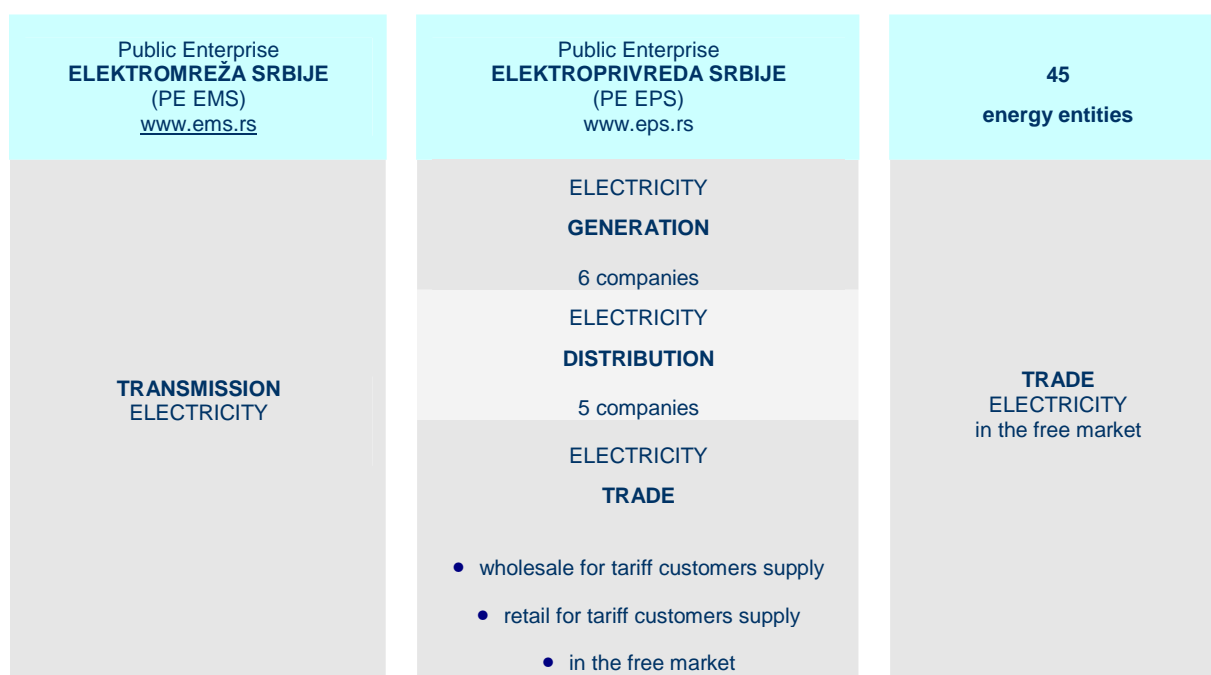 Public Enterprise
ELEKTROMREŽA SRBIJE
(PE EMS)
www.ems.rs
TRANSMISSION
ELECTRICITY
Public Enterprise
ELEKTROPRIVREDA SRBIJE
(PE EPS)
www.eps.rs
ELECTRICITY
GENERATION
6 companies
ELECTRICITY
DISTRIBUTION
5 companies
ELECTRICITY
TRADE
• wholesale for tariff customers supply
• retail for tariff customers supply
• in the free market
45
energy entities
TRADE
ELECTRICITY
in the free market